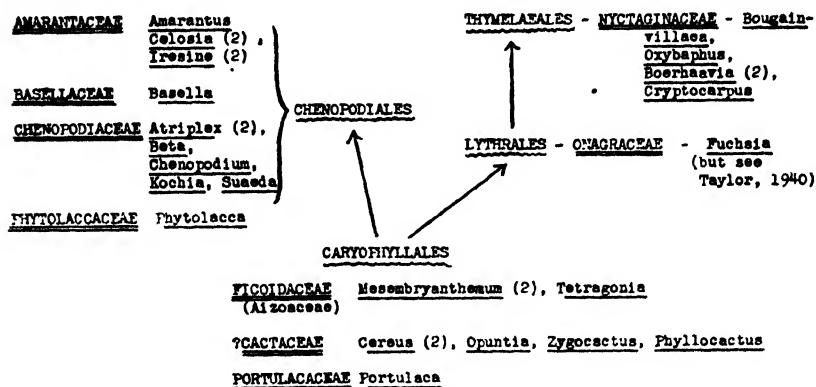 AMARANTACEAE Amarantus
Celosia (2),
Iresine (2)
BASELLACEAE Basella
CHENOPODIACEAE Atriplex (2),
Beta,
Chenopodium,
Kochia, Suaeda
PHYTOLACCACEAE Phytolacca
CHENOPODIALES
THYMELAEALES - NYCTAGINACEAE - Bougain-
villaea,
Oxybaphus,
Boerhaavia (2),
Cryptocarpus
LYTHRALES - ONAGRACEAE - Fuchsia
(but see
Taylor, 1940)
CARYOPHYLLALES
FICOIDACEAE Mesembryanthemum (2), Tetragonia
(Aizoaceae)
?CACTACEAE Cereus (2), Opuntia, Zygocactus, Phyllocactus
PORTULACACEAE Portulaca